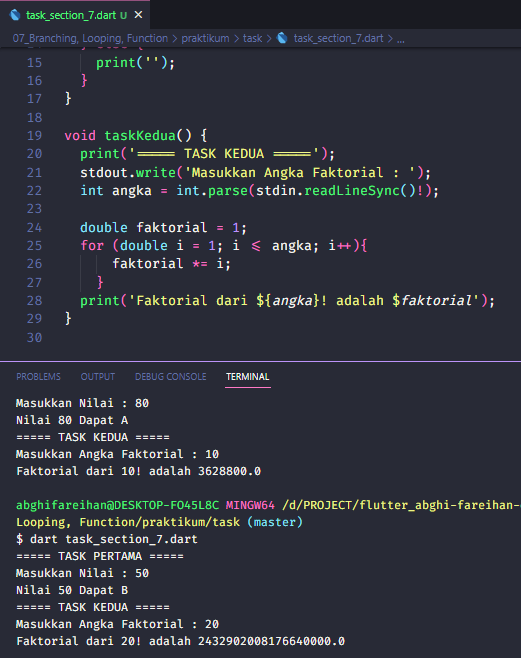 task_section_7.dart U ×
07_Branching, Looping, Function > praktikum > task > task_section_7.dart > ...
15 print('');
16 }
17 }
18
19 void taskKedua() {
20 print('===== TASK KEDUA =====');
21 stdout.write('Masukkan Angka Faktorial : ');
22 int angka = int.parse(stdin.readLineSync()!);
23
24 double faktorial = 1;
25 for (double i = 1; i <= angka; i++){
26 faktorial *= i;
27 }
28 print('Faktorial dari ${angka}! adalah $faktorial');
29 }
30
PROBLEMS OUTPUT DEBUG CONSOLE TERMINAL
Masukkan Nilai : 80
Nilai 80 Dapat A
===== TASK KEDUA =====
Masukkan Angka Faktorial : 10
Faktorial dari 10! adalah 3628800.0
abghifareihan@DESKTOP-FO45L8C MINGW64 /d/PROJECT/flutter_abghi-fareihan-
Looping, Function/praktikum/task (master)
$ dart task_section_7.dart
===== TASK PERTAMA =====
Masukkan Nilai : 50
Nilai 50 Dapat B
===== TASK KEDUA =====
Masukkan Angka Faktorial : 20
Faktorial dari 20! adalah 2432902008176640000.0